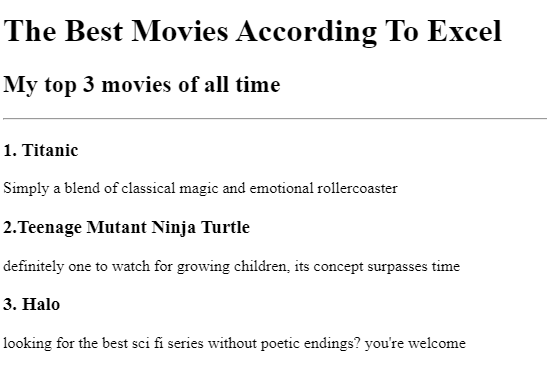 The Best Movies According To Excel
My top 3 movies of all time
1. Titanic
Simply a blend of classical magic and emotional rollercoaster
2.Teenage Mutant Ninja Turtle
definitely one to watch for growing children, its concept surpasses time
3. Halo
looking for the best sci fi series without poetic endings? you're welcome